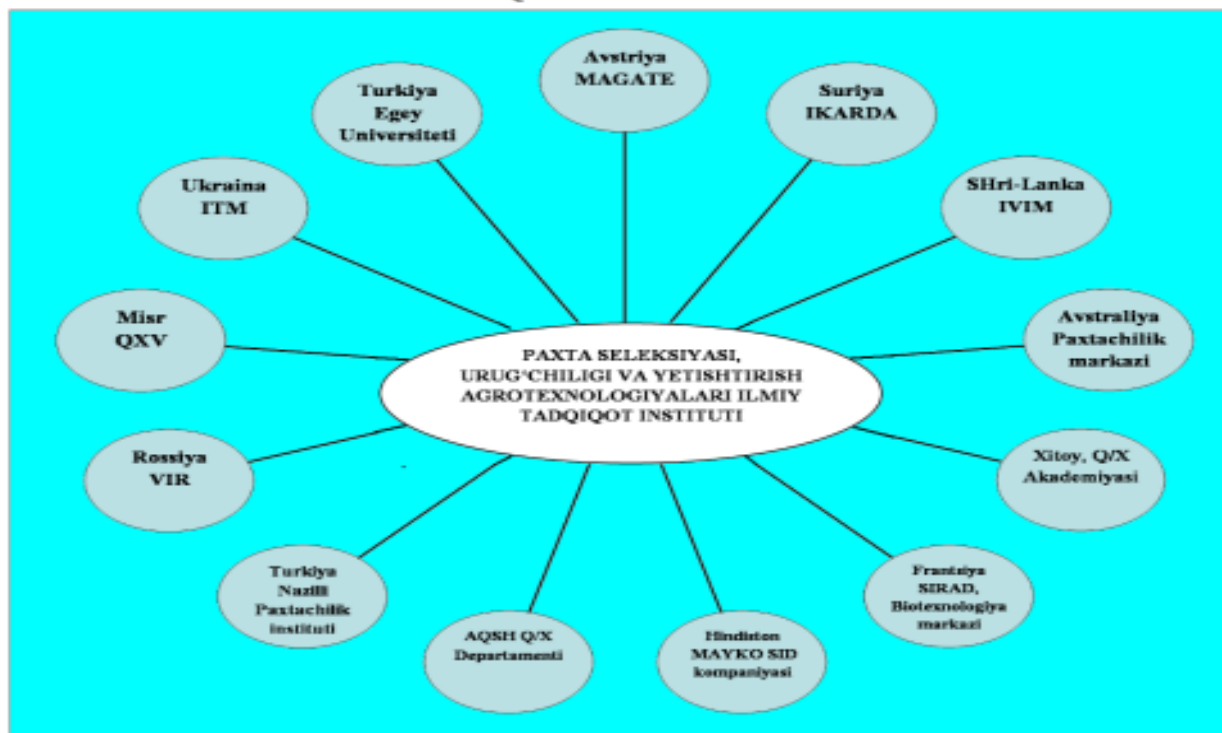 Avstriya
MAGATE
Suriya
IKARDA
SHri-Lanka
IVIM
Avstraliya
Paxtachilik
markazi
Xitoy, Q/X
Akademiyasi
Frantsiya
SIRAD,
Biotexnologiya
markazi
Hindiston
MAYKO SID
kompaniyasi
AQSH Q/X
Departamenti
Turkiya
Nazilli
Paxtachilik
instituti
Rossiya
VIR
Misr
QXV
Ukraina
ITM
Turkiya
Egey
Universiteti
PAXTA SELEKSIYASI,
URUG‘CHILIGI VA YETISHTIRISH
AGROTEXNOLOGIYALARI ILMIY
TADQIQOT INSTITUTI